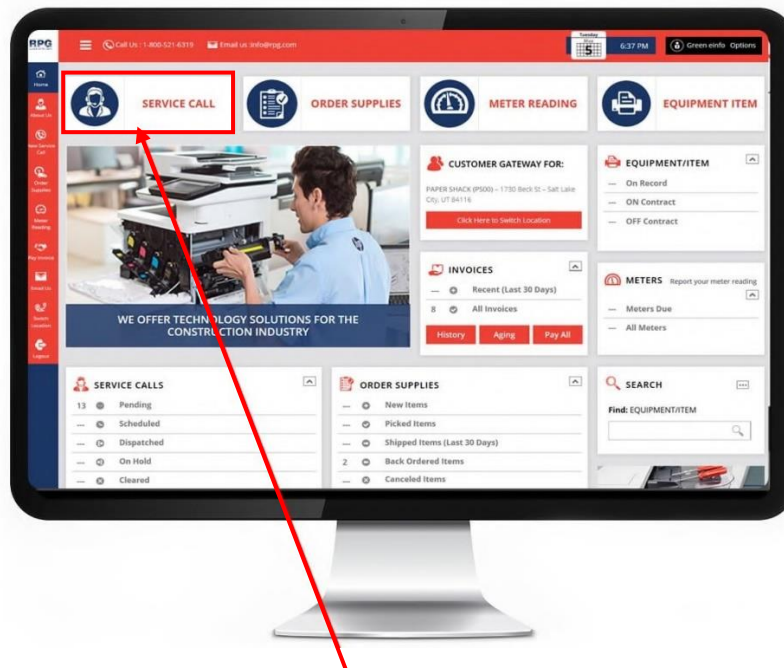 RPG
Call Us : 1-800-521-6319
Email us :info@rpg.com
Tuesday
5
6:37 PM
Green einfo Options
Home
About Us
New Service
Call
Order
Supplies
Meter
Reading
Pay Invoice
Email Us
Switch
Location
Logout
SERVICE CALL
ORDER SUPPLIES
METER READING
EQUIPMENT ITEM
WE OFFER TECHNOLOGY SOLUTIONS FOR THE
CONSTRUCTION INDUSTRY
CUSTOMER GATEWAY FOR:
PAPER SHACK (PS00) – 1730 Beck St – Salt Lake
City, UT 84116
Click Here to Switch Location
EQUIPMENT/ITEM
--- On Record
--- ON Contract
--- OFF Contract
INVOICES
--- Recent (Last 30 Days)
8 All Invoices
History Aging Pay All
METERS Report your meter reading
--- Meters Due
--- All Meters
SERVICE CALLS
13 Pending
--- Scheduled
--- Dispatched
--- On Hold
--- Cleared
ORDER SUPPLIES
--- New Items
--- Picked Items
--- Shipped Items (Last 30 Days)
2 Back Ordered Items
--- Canceled Items
SEARCH
Find: EQUIPMENT/ITEM